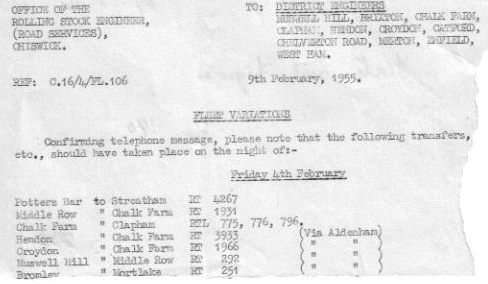 OFFICE OF THE TO: DISTRICT ENGINEERS
ROLLING STOCK ENGINEER, MUSWELL HILL, BRIXTON, CHALK FARM,
(ROAD SERVICES), CLAPHAM, HENDON, CROYDON, CATFORD,
CHISWICK. CHELVERTON ROAD, MERTON, ENFIELD,
WEST HAM.
REF: C.16/4/FL.106 9th February, 1955.
FLEET VARIATIONS
Confirming telephone message, please note that the following transfers,
etc., should have taken place on the night of:-
Friday 4th February
Potters Bar to Streatham RT 4267
Middle Row " Chalk Farm RT 1931
Chalk Farm " Clapham RTL 775, 776, 796.
Hendon " Chalk Farm RT 3933 (Via Aldenham)
Croydon " Chalk Farm RT 1966 ( " " )
Muswell Hill " Middle Row RT 292 ( " " )
Bromley " Mortlake RT 251 ( " "